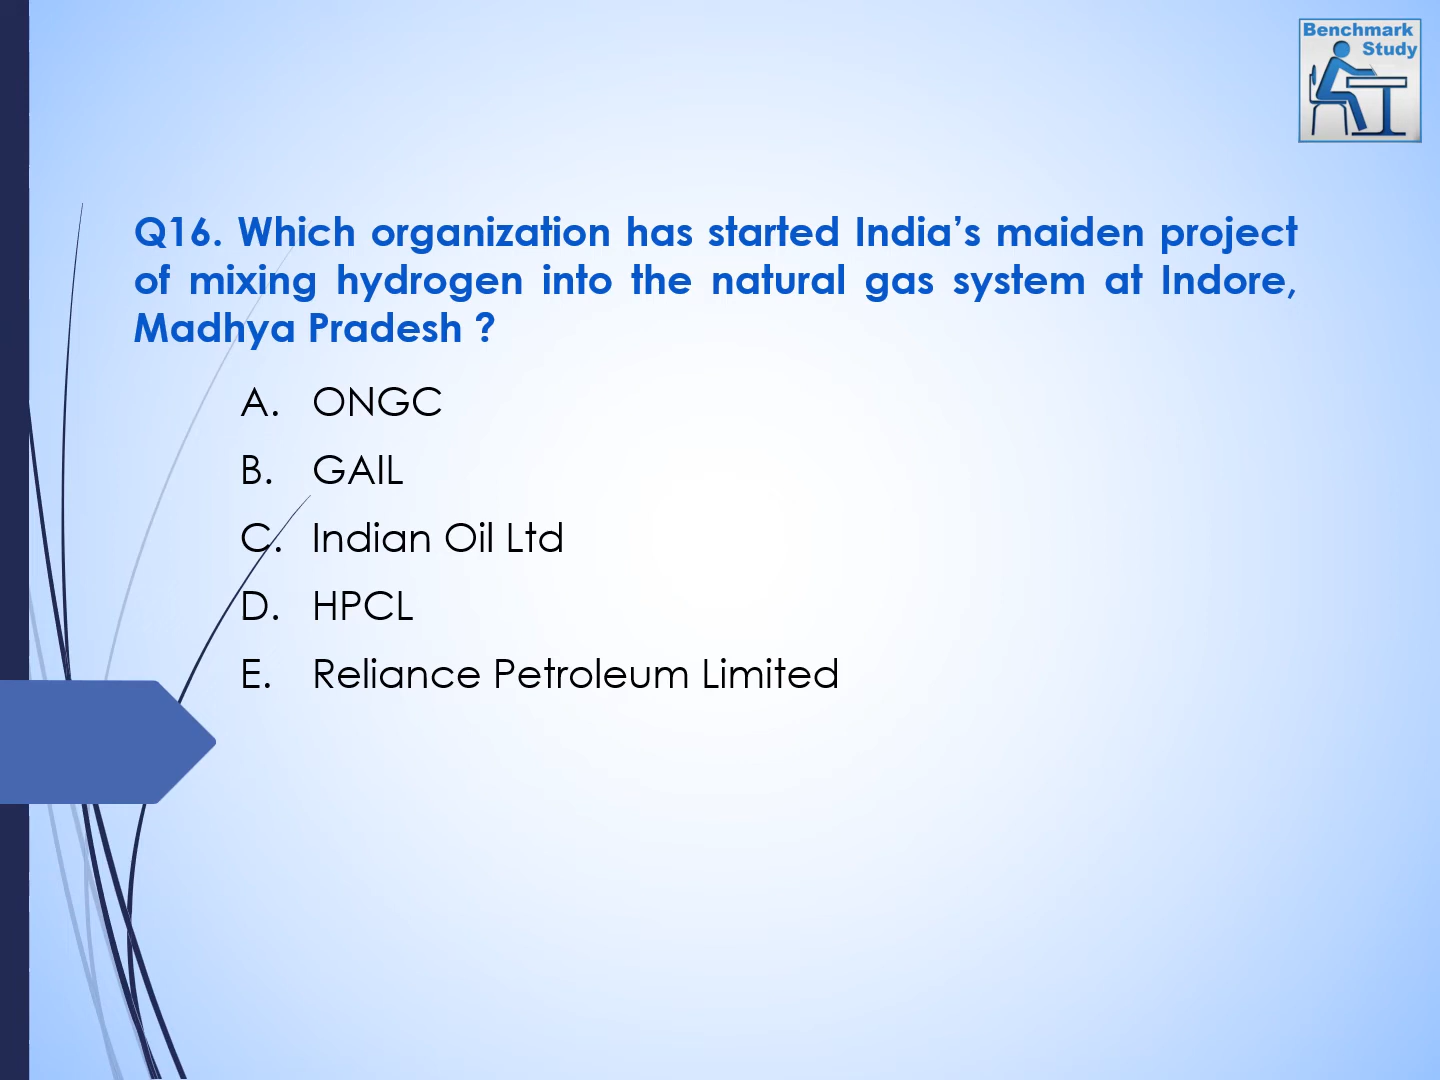 Benchmark
Study
Q16. Which organization has started India’s maiden project
of mixing hydrogen into the natural gas system at Indore,
Madhya Pradesh ?
A. ONGC
B. GAIL
C. Indian Oil Ltd
D. HPCL
E. Reliance Petroleum Limited